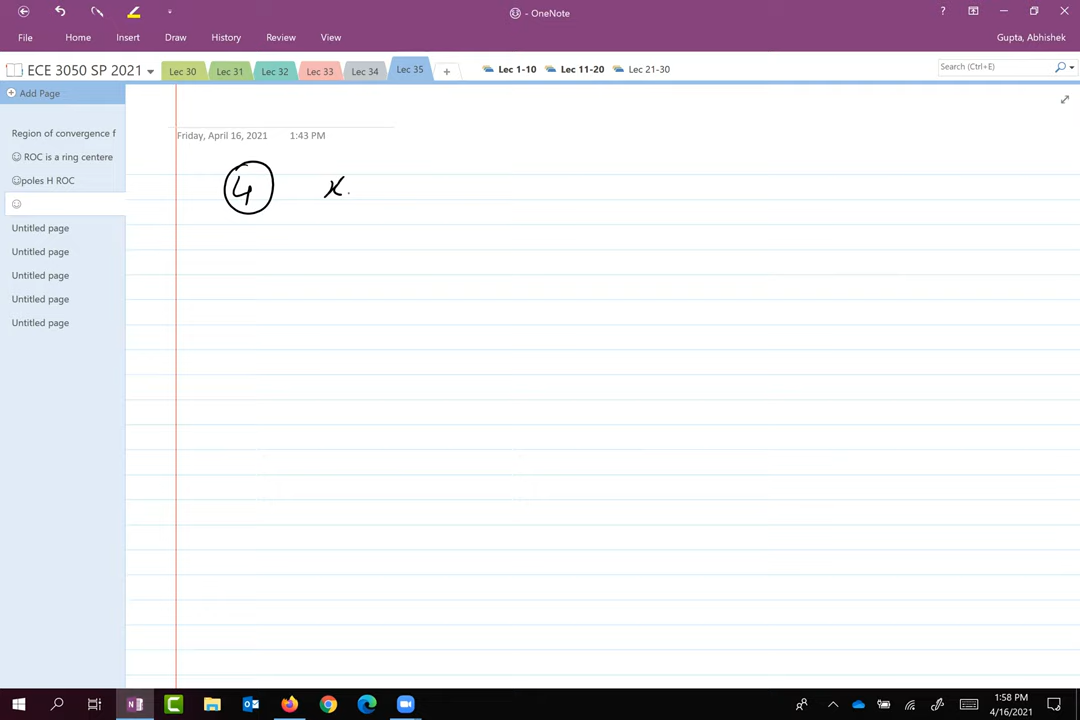 - OneNote
?
File Home Insert Draw History Review View Gupta, Abhishek
ECE 3050 SP 2021 Lec 30 Lec 31 Lec 32 Lec 33 Lec 34 Lec 35 + Lec 1-10 Lec 11-20 Lec 21-30 Search (Ctrl+E)
Add Page
Region of convergence f
ROC is a ring centere
poles H ROC
Untitled page
Untitled page
Untitled page
Untitled page
Untitled page
Friday, April 16, 2021 1:43 PM
4 x.
1:58 PM
4/16/2021